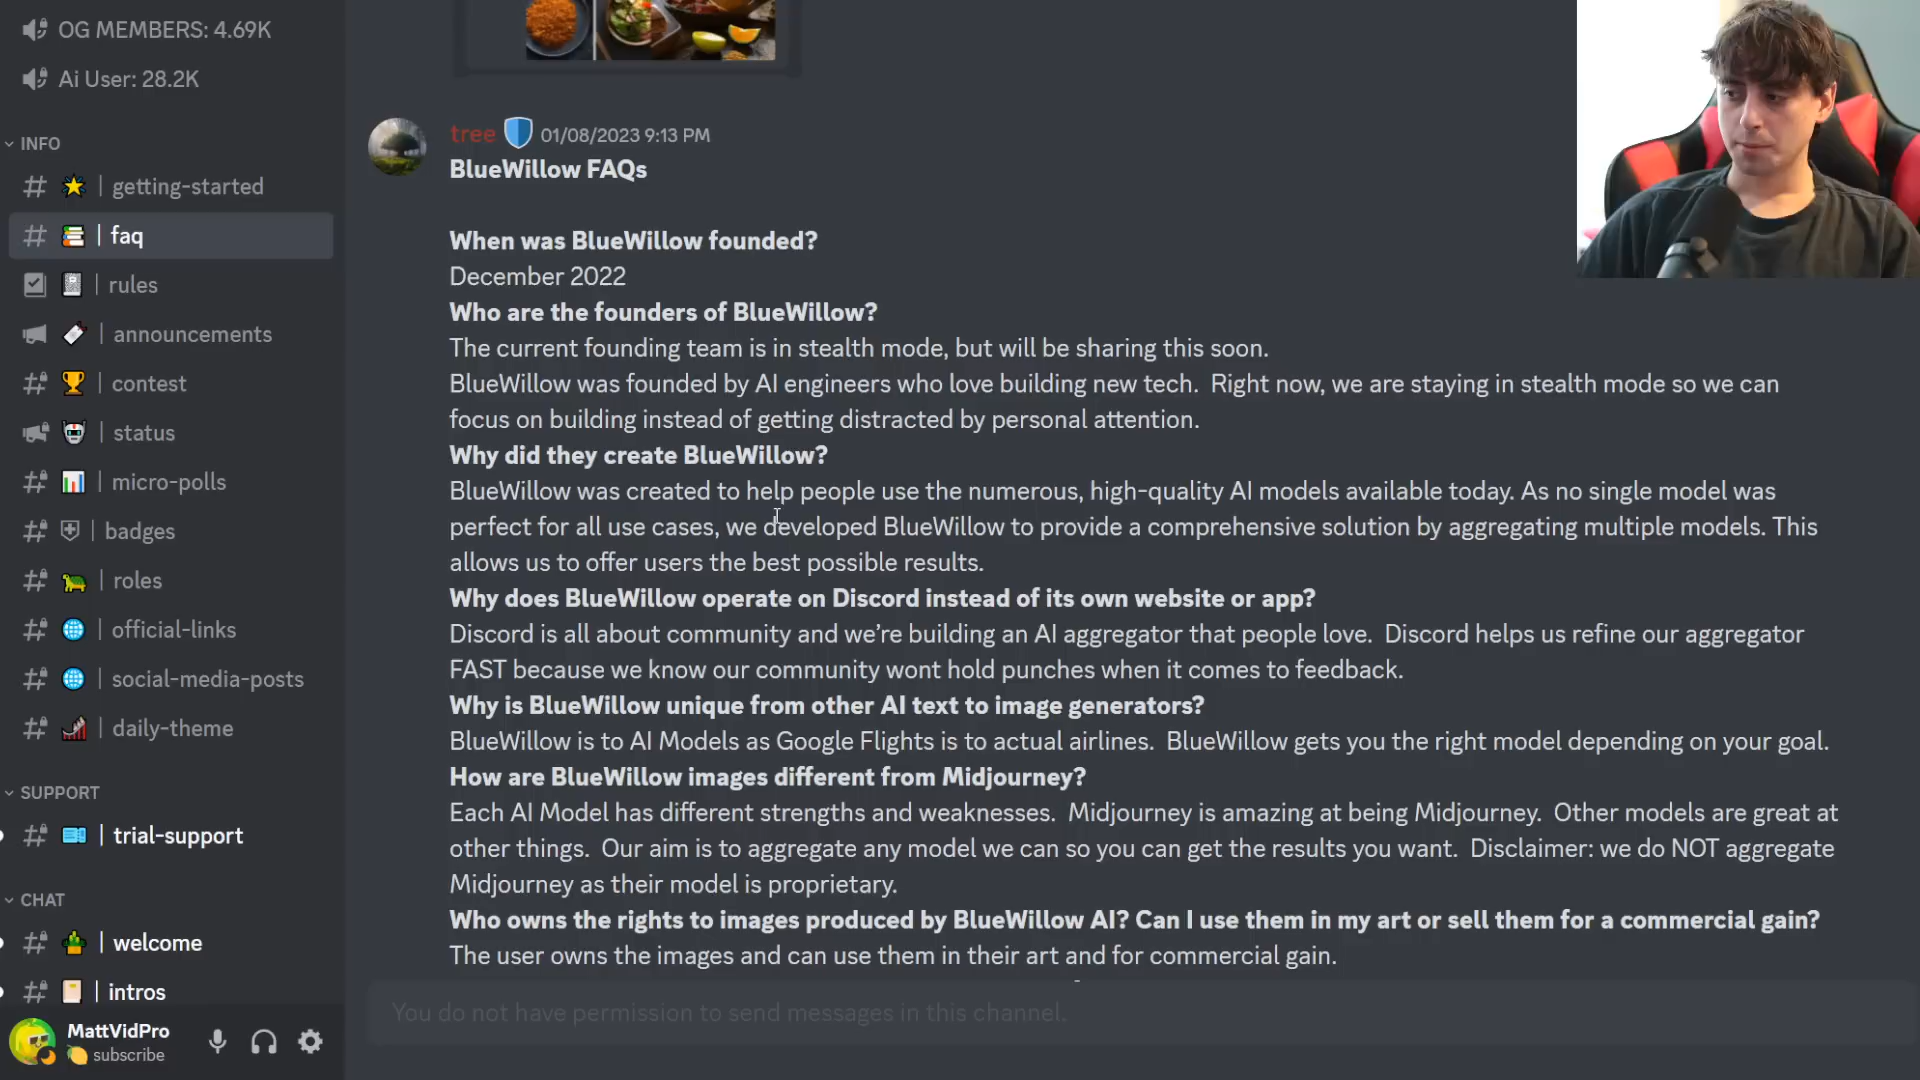 OG MEMBERS: 4.69K
Ai User: 28.2K
INFO
getting-started
faq
rules
announcements
contest
status
micro-polls
badges
roles
official-links
social-media-posts
daily-theme
SUPPORT
trial-support
CHAT
welcome
intros
MattVidPro
subscribe
tree 01/08/2023 9:13 PM
BlueWillow FAQs
When was BlueWillow founded?
December 2022
Who are the founders of BlueWillow?
The current founding team is in stealth mode, but will be sharing this soon.
BlueWillow was founded by AI engineers who love building new tech.  Right now, we are staying in stealth mode so we can
focus on building instead of getting distracted by personal attention.
Why did they create BlueWillow?
BlueWillow was created to help people use the numerous, high-quality AI models available today. As no single model was
perfect for all use cases, we developed BlueWillow to provide a comprehensive solution by aggregating multiple models. This
allows us to offer users the best possible results.
Why does BlueWillow operate on Discord instead of its own website or app?
Discord is all about community and we’re building an AI aggregator that people love.  Discord helps us refine our aggregator
FAST because we know our community wont hold punches when it comes to feedback.
Why is BlueWillow unique from other AI text to image generators?
BlueWillow is to AI Models as Google Flights is to actual airlines.  BlueWillow gets you the right model depending on your goal.
How are BlueWillow images different from Midjourney?
Each AI Model has different strengths and weaknesses.  Midjourney is amazing at being Midjourney.  Other models are great at
other things.  Our aim is to aggregate any model we can so you can get the results you want.  Disclaimer: we do NOT aggregate
Midjourney as their model is proprietary.
Who owns the rights to images produced by BlueWillow AI? Can I use them in my art or sell them for a commercial gain?
The user owns the images and can use them in their art and for commercial gain.
You do not have permission to send messages in this channel.